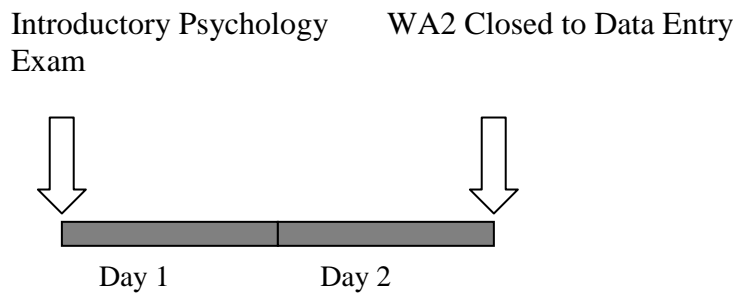 Introductory Psychology
Exam
WA2 Closed to Data Entry
Day 1
Day 2